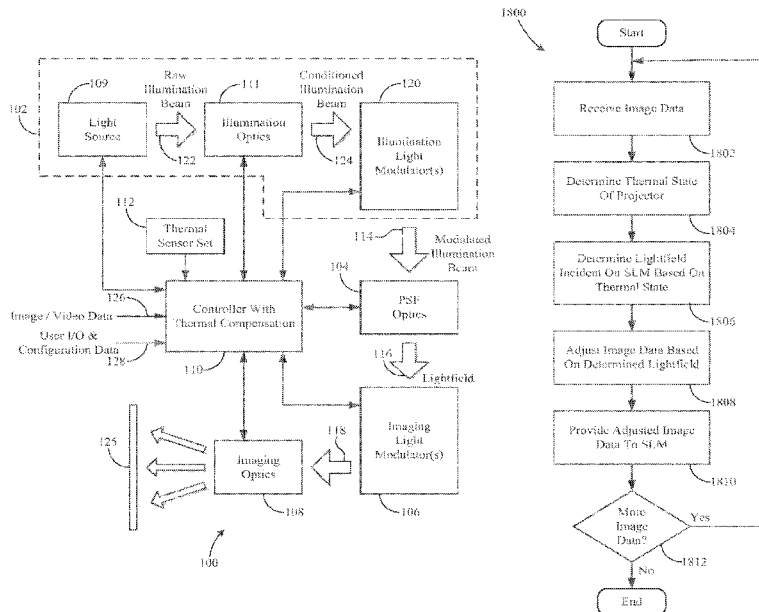 1800
Start
Receive Image Data
1802
Determine Thermal State
Of Projector
1804
Determine Lightfield
Incident On SLM Based On
Thermal State
1806
Adjust Image Data Based
On Determined Lightfield
1808
Provide Adjusted Image
Data To SLM
1810
More
Image
Data?
Yes
1812
No
End
102
109
Light
Source
Raw
Illumination
Beam
122
111
Illumination
Optics
Conditioned
Illumination
Beam
124
120
Illumination
Light
Modulator(s)
112
Thermal
Sensor Set
114
Modulated
Illumination
Beam
104
PSF
Optics
126
Image / Video Data
User I/O &
Configuration Data
128
Controller With
Thermal Compensation
110
116
Lightfield
125
Imaging
Optics
108
118
Imaging
Light
Modulator(s)
106
100